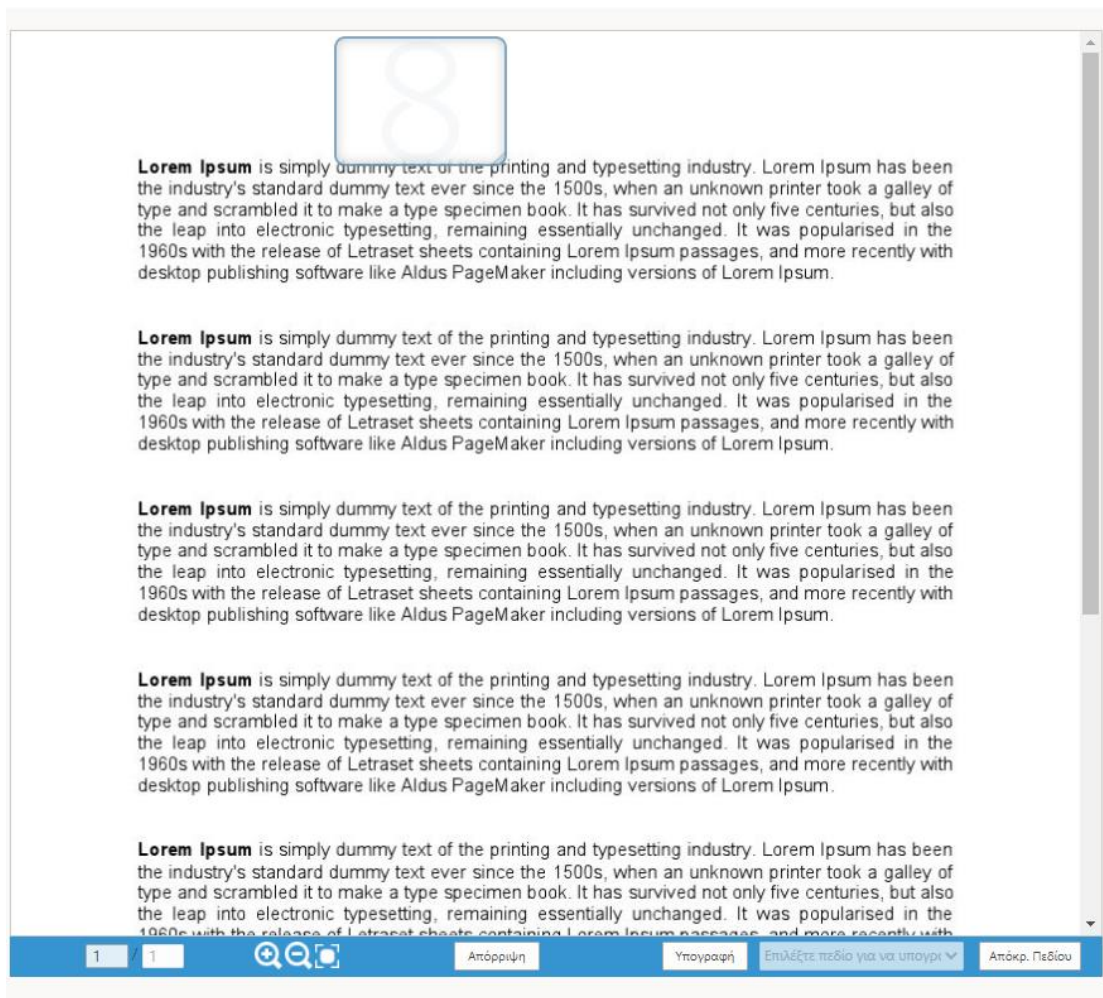 8
Lorem Ipsum is simply dummy text of the printing and typesetting industry. Lorem Ipsum has been
the industry's standard dummy text ever since the 1500s, when an unknown printer took a galley of
type and scrambled it to make a type specimen book. It has survived not only five centuries, but also
the leap into electronic typesetting, remaining essentially unchanged. It was popularised in the
1960s with the release of Letraset sheets containing Lorem Ipsum passages, and more recently with
desktop publishing software like Aldus PageMaker including versions of Lorem Ipsum.
Lorem Ipsum is simply dummy text of the printing and typesetting industry. Lorem Ipsum has been
the industry's standard dummy text ever since the 1500s, when an unknown printer took a galley of
type and scrambled it to make a type specimen book. It has survived not only five centuries, but also
the leap into electronic typesetting, remaining essentially unchanged. It was popularised in the
1960s with the release of Letraset sheets containing Lorem Ipsum passages, and more recently with
desktop publishing software like Aldus PageMaker including versions of Lorem Ipsum.
Lorem Ipsum is simply dummy text of the printing and typesetting industry. Lorem Ipsum has been
the industry's standard dummy text ever since the 1500s, when an unknown printer took a galley of
type and scrambled it to make a type specimen book. It has survived not only five centuries, but also
the leap into electronic typesetting, remaining essentially unchanged. It was popularised in the
1960s with the release of Letraset sheets containing Lorem Ipsum passages, and more recently with
desktop publishing software like Aldus PageMaker including versions of Lorem Ipsum.
Lorem Ipsum is simply dummy text of the printing and typesetting industry. Lorem Ipsum has been
the industry's standard dummy text ever since the 1500s, when an unknown printer took a galley of
type and scrambled it to make a type specimen book. It has survived not only five centuries, but also
the leap into electronic typesetting, remaining essentially unchanged. It was popularised in the
1960s with the release of Letraset sheets containing Lorem Ipsum passages, and more recently with
desktop publishing software like Aldus PageMaker including versions of Lorem Ipsum.
Lorem Ipsum is simply dummy text of the printing and typesetting industry. Lorem Ipsum has been
the industry's standard dummy text ever since the 1500s, when an unknown printer took a galley of
type and scrambled it to make a type specimen book. It has survived not only five centuries, but also
the leap into electronic typesetting, remaining essentially unchanged. It was popularised in the
1960s with the release of Letraset sheets containing Lorem Ipsum passages, and more recently with
1 / 1 Απόρριψη Υπογραφή Επιλέξτε πεδίο για να υπογρι Απόκρ. Πεδίου